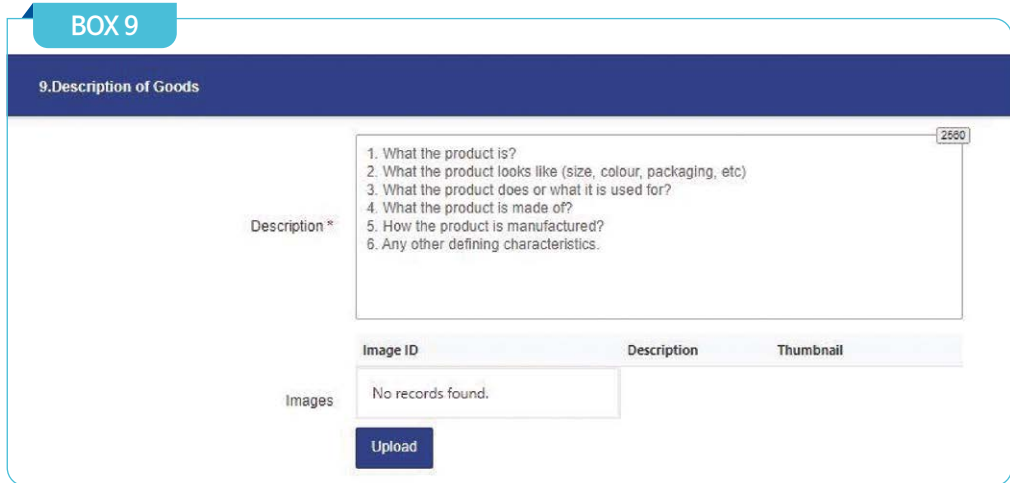 BOX 9
9.Description of Goods
2560
1. What the product is?
2. What the product looks like (size, colour, packaging, etc)
3. What the product does or what it is used for?
4. What the product is made of?
5. How the product is manufactured?
6. Any other defining characteristics.
Description *
Image ID Description Thumbnail
Images
No records found.
Upload